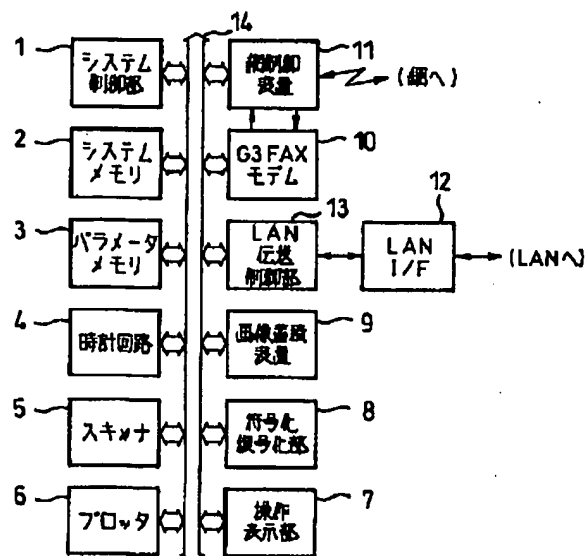 14
1
システム
制御部
11
網制御
装置
(網へ)
2
システム
メモリ
10
G3 FAX
モデム
3
パラメータ
メモリ
13
LAN
伝送
制御部
12
LAN
I/F
(LANへ)
4
時計回路
9
画像蓄積
装置
5
スキャナ
8
符号化
復号化部
6
プロッタ
7
操作
表示部